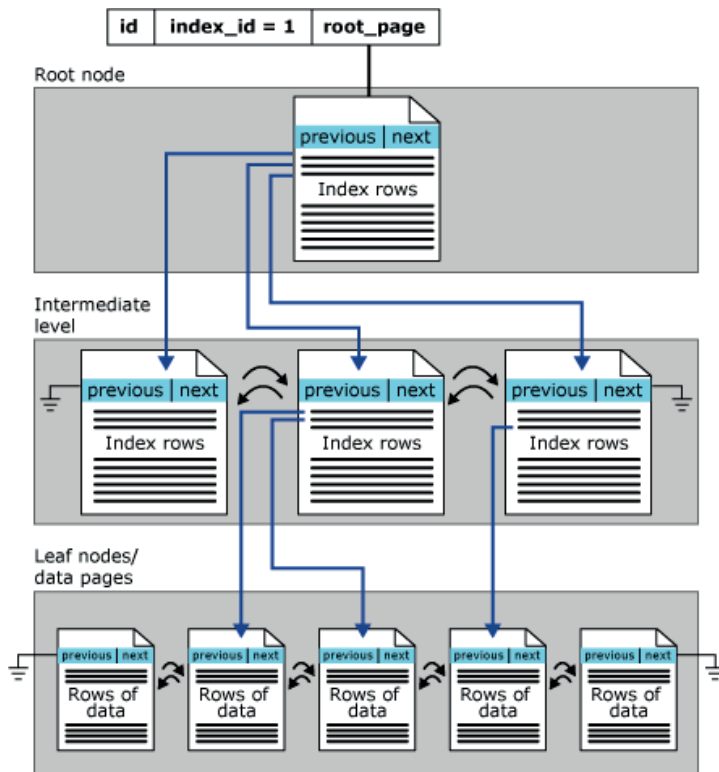 id index_id = 1 root_page
Root node
previous next
Index rows
Intermediate
level
previous next previous next previous next
Index rows Index rows Index rows
Leaf nodes/
data pages
previous next previous next previous next previous next previous next
Rows of Rows of Rows of Rows of Rows of
data data data data data